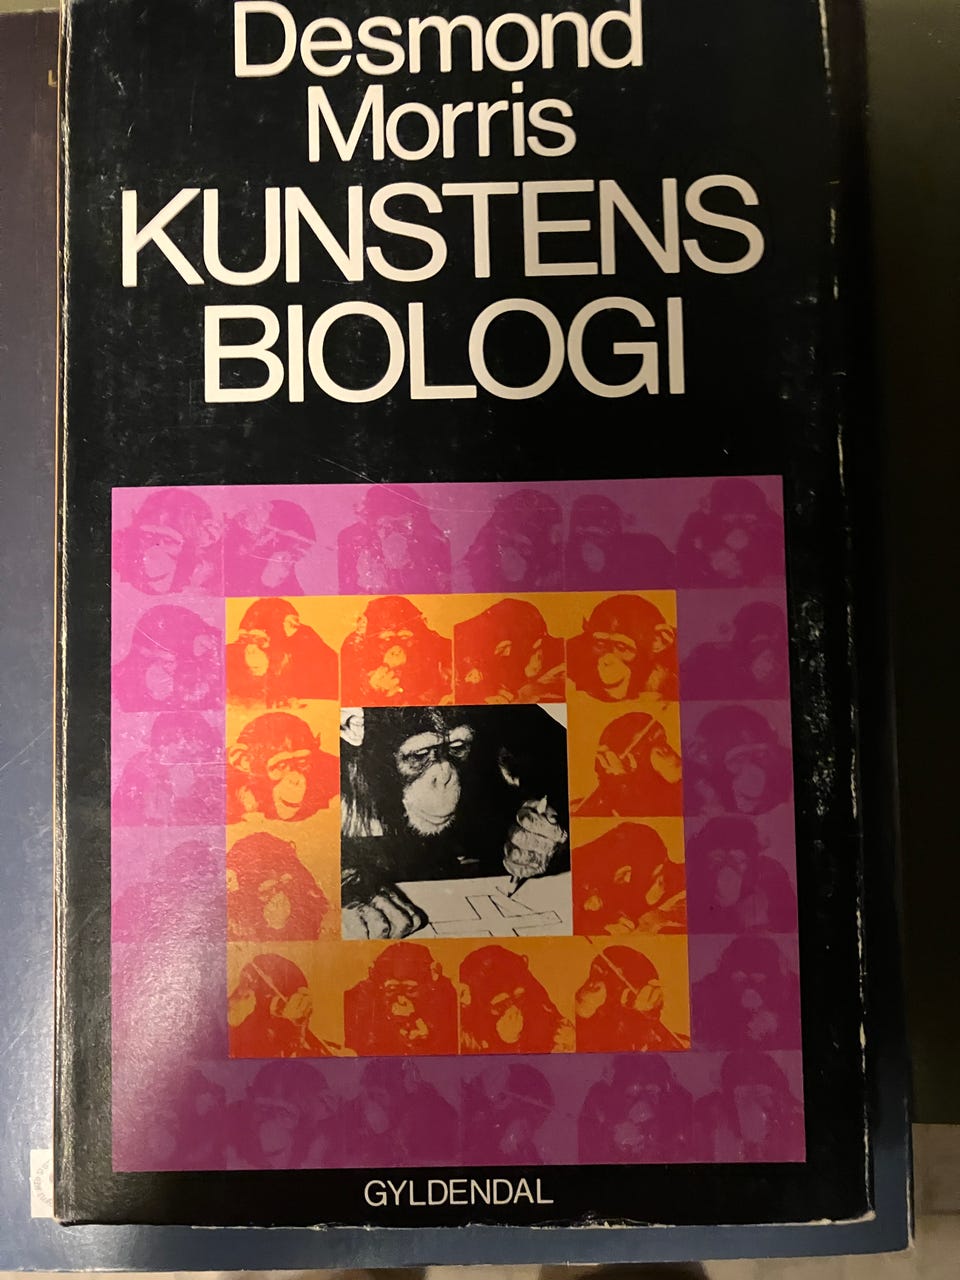 Desmond
Morris
KUNSTENS
BIOLOGI
GYLDENDAL